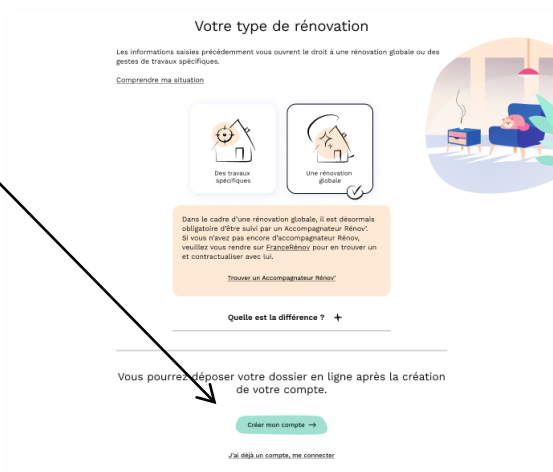 Votre type de rénovation
Les informations saisies précédemment vous ouvrent le droit à une rénovation globale ou des
gestes de travaux spécifiques.
Comprendre ma situation
Des travaux
spécifiques
Une rénovation
globale
Dans le cadre d'une rénovation globale, il est désormais
obligatoire d'être suivi par un Accompagnateur Rénov'.
Si vous n'avez pas encore d'accompagnateur Rénov,
veuillez vous rendre sur FranceRénov pour en trouver un
et contractualiser avec lui.
Trouver un Accompagnateur Rénov'
Quelle est la différence ? +
Vous pourrez déposer votre dossier en ligne après la création
de votre compte.
Créer mon compte →
J'ai déjà un compte, me connecter